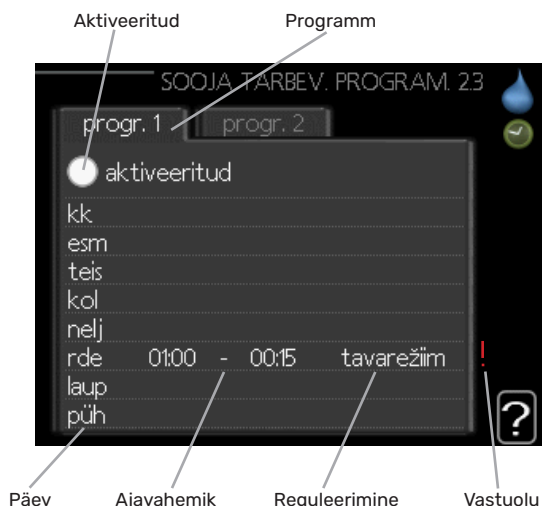 Aktiveeritud Programm
SOOJA TARBEV. PROGRAM. 2.3
progr. 1 progr. 2
aktiveeritud
kk
esm
teis
kol
nelj
rde 01:00 - 00:15 tavarežiim !
laup
püh
?
Päev Ajavahemik Reguleerimine Vastuolu